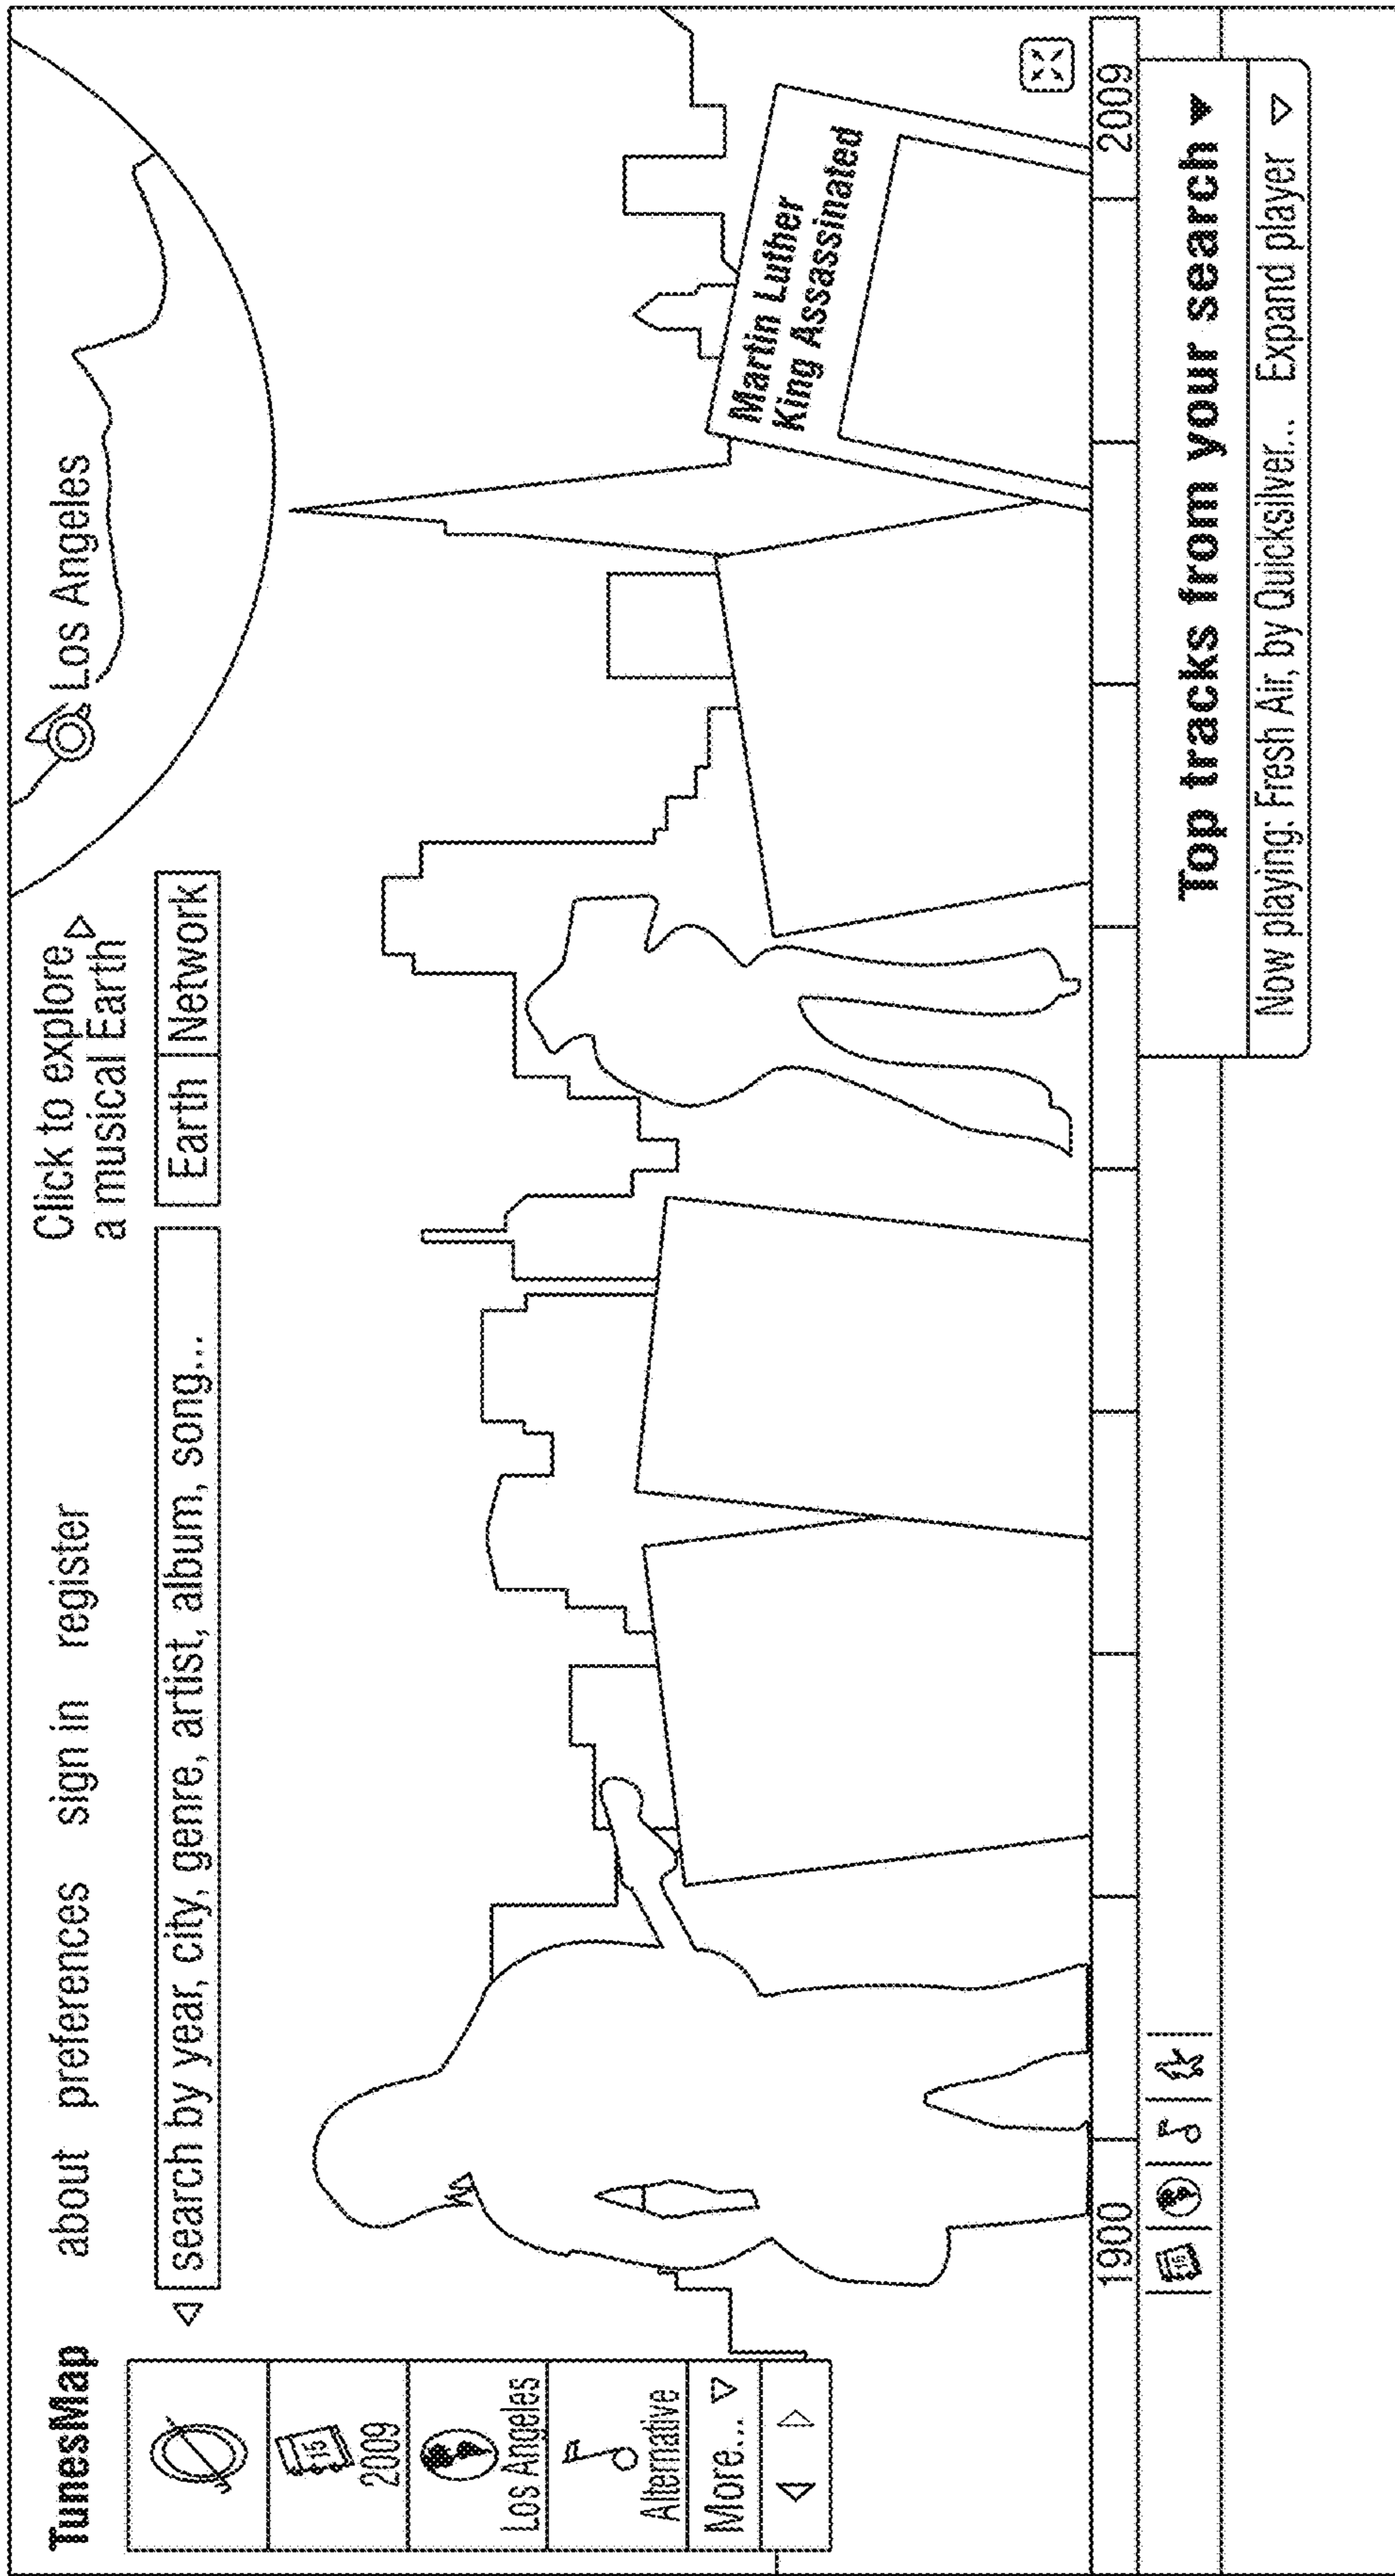 TunesMap about preferences sign in register
Click to explore
a musical Earth
Los Angeles
search by year, city, genre, artist, album, song...
Earth Network
2009
Los Angeles
Alternative
More...
Martin Luther
King Assassinated
1900 2009
Top tracks from your search
Now playing: Fresh Air, by Quicksilver... Expand player